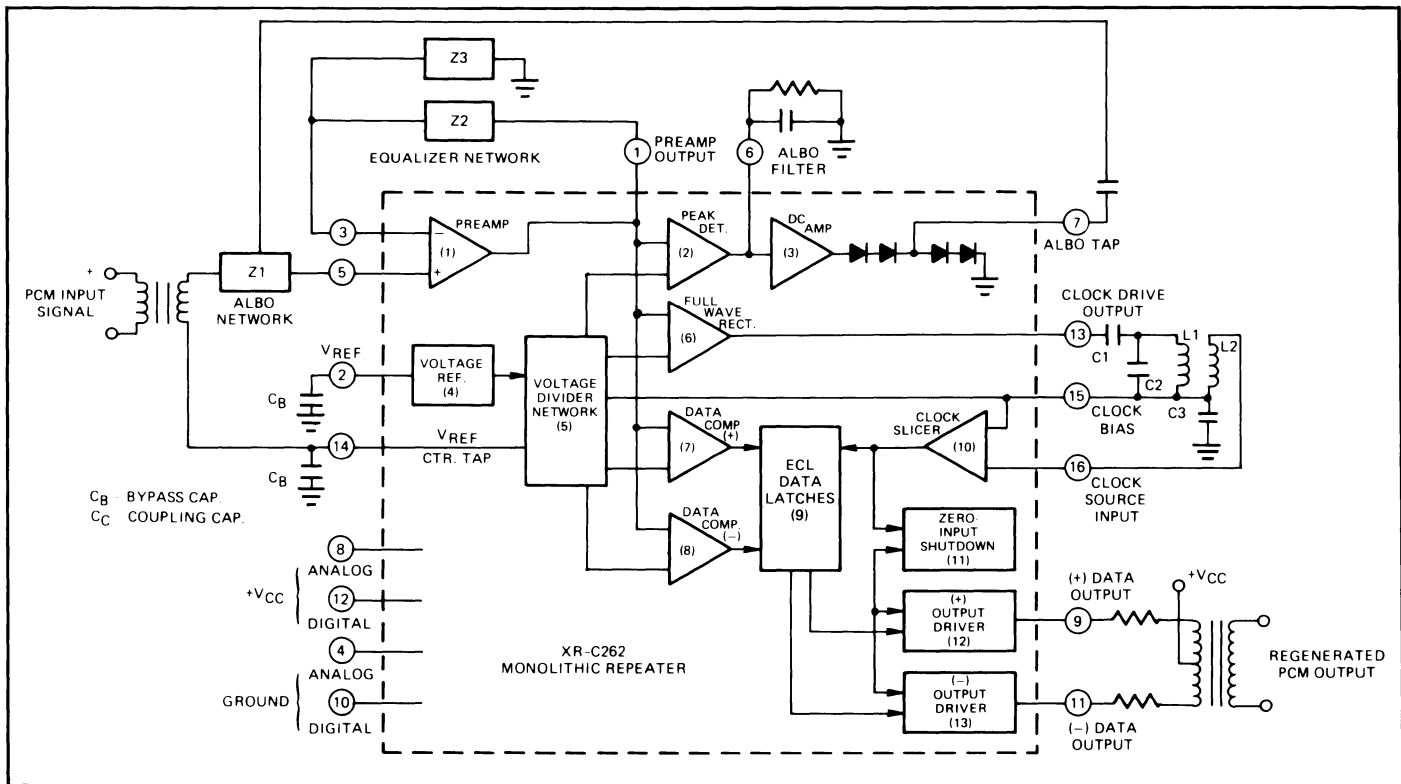 Z3
Z2
EQUALIZER NETWORK
1
PREAMP
OUTPUT
6
ALBO
FILTER
3
5
Z1
ALBO
NETWORK
+
PCM INPUT
SIGNAL
PREAMP
-
(1)
+
PEAK
DET.
(2)
DC
AMP
(3)
7
ALBO TAP
FULL
WAVE
RECT.
(6)
CLOCK DRIVE
OUTPUT
13
C1
L1
L2
C2
C3
15
CLOCK
BIAS
VREF
2
CB
VOLTAGE
REF.
(4)
VOLTAGE
DIVIDER
NETWORK
(5)
14
VREF
CTR. TAP
CB
DATA
COMP
(+)
(7)
CLOCK
SLICER
(10)
16
CLOCK
SOURCE
INPUT
ECL
DATA
LATCHES
(9)
DATA
COMP.
(-)
(8)
ZERO-
INPUT
SHUTDOWN
(11)
CB - BYPASS CAP.
CC - COUPLING CAP.
8
ANALOG
+VCC
12
DIGITAL
4
ANALOG
GROUND
10
DIGITAL
XR-C262
MONOLITHIC REPEATER
(+)
OUTPUT
DRIVER
(12)
(+) DATA
OUTPUT
9
+VCC
(-)
OUTPUT
DRIVER
(13)
11
(-) DATA
OUTPUT
REGENERATED
PCM OUTPUT